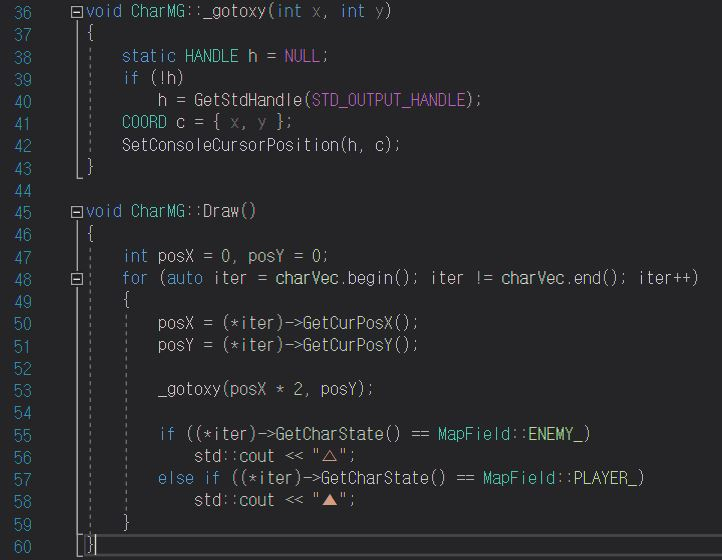 36 void CharMG::_gotoxy(int x, int y)
37 {
38 static HANDLE h = NULL;
39 if (!h)
40 h = GetStdHandle(STD_OUTPUT_HANDLE);
41 COORD c = { x, y };
42 SetConsoleCursorPosition(h, c);
43 }
44
45 void CharMG::Draw()
46 {
47 int posX = 0, posY = 0;
48 for (auto iter = charVec.begin(); iter != charVec.end(); iter++)
49 {
50 posX = (*iter)->GetCurPosX();
51 posY = (*iter)->GetCurPosY();
52
53 _gotoxy(posX * 2, posY);
54
55 if ((*iter)->GetCharState() == MapField::ENEMY_)
56 std::cout << "△";
57 else if ((*iter)->GetCharState() == MapField::PLAYER_)
58 std::cout << "▲";
59 }
60 }